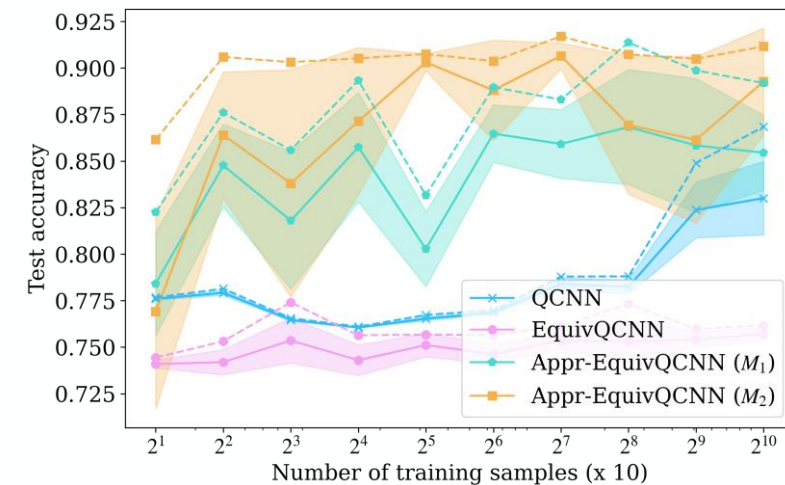 0.925
0.900
0.875
0.850
0.825
0.800
0.775
0.750
0.725
Test accuracy
QCNN
EquivQCNN
Appr-EquivQCNN (M₁)
Appr-EquivQCNN (M₂)
2¹ 2² 2³ 2⁴ 2⁵ 2⁶ 2⁷ 2⁸ 2⁹ 2¹⁰
Number of training samples (x 10)